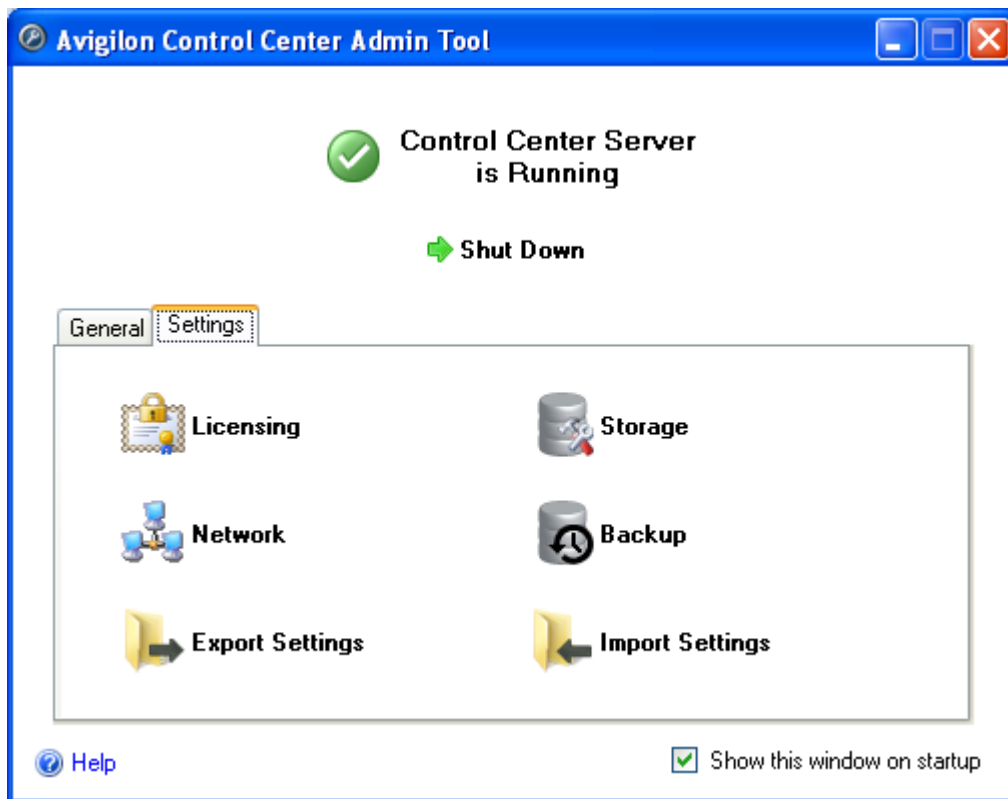 Avigilon Control Center Admin Tool
Control Center Server
is Running
Shut Down
General Settings
Licensing Storage
Network Backup
Export Settings Import Settings
Help Show this window on startup